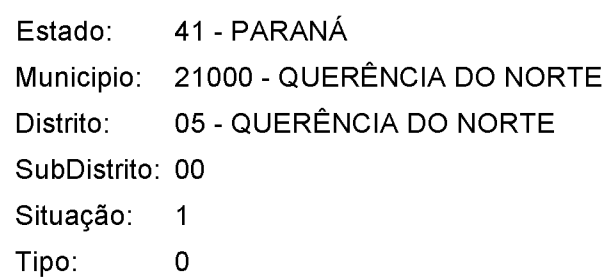 Estado: 41 - PARANÁ
Municipio: 21000 - QUERÊNCIA DO NORTE
Distrito: 05 - QUERÊNCIA DO NORTE
SubDistrito: 00
Situação: 1
Tipo: 0